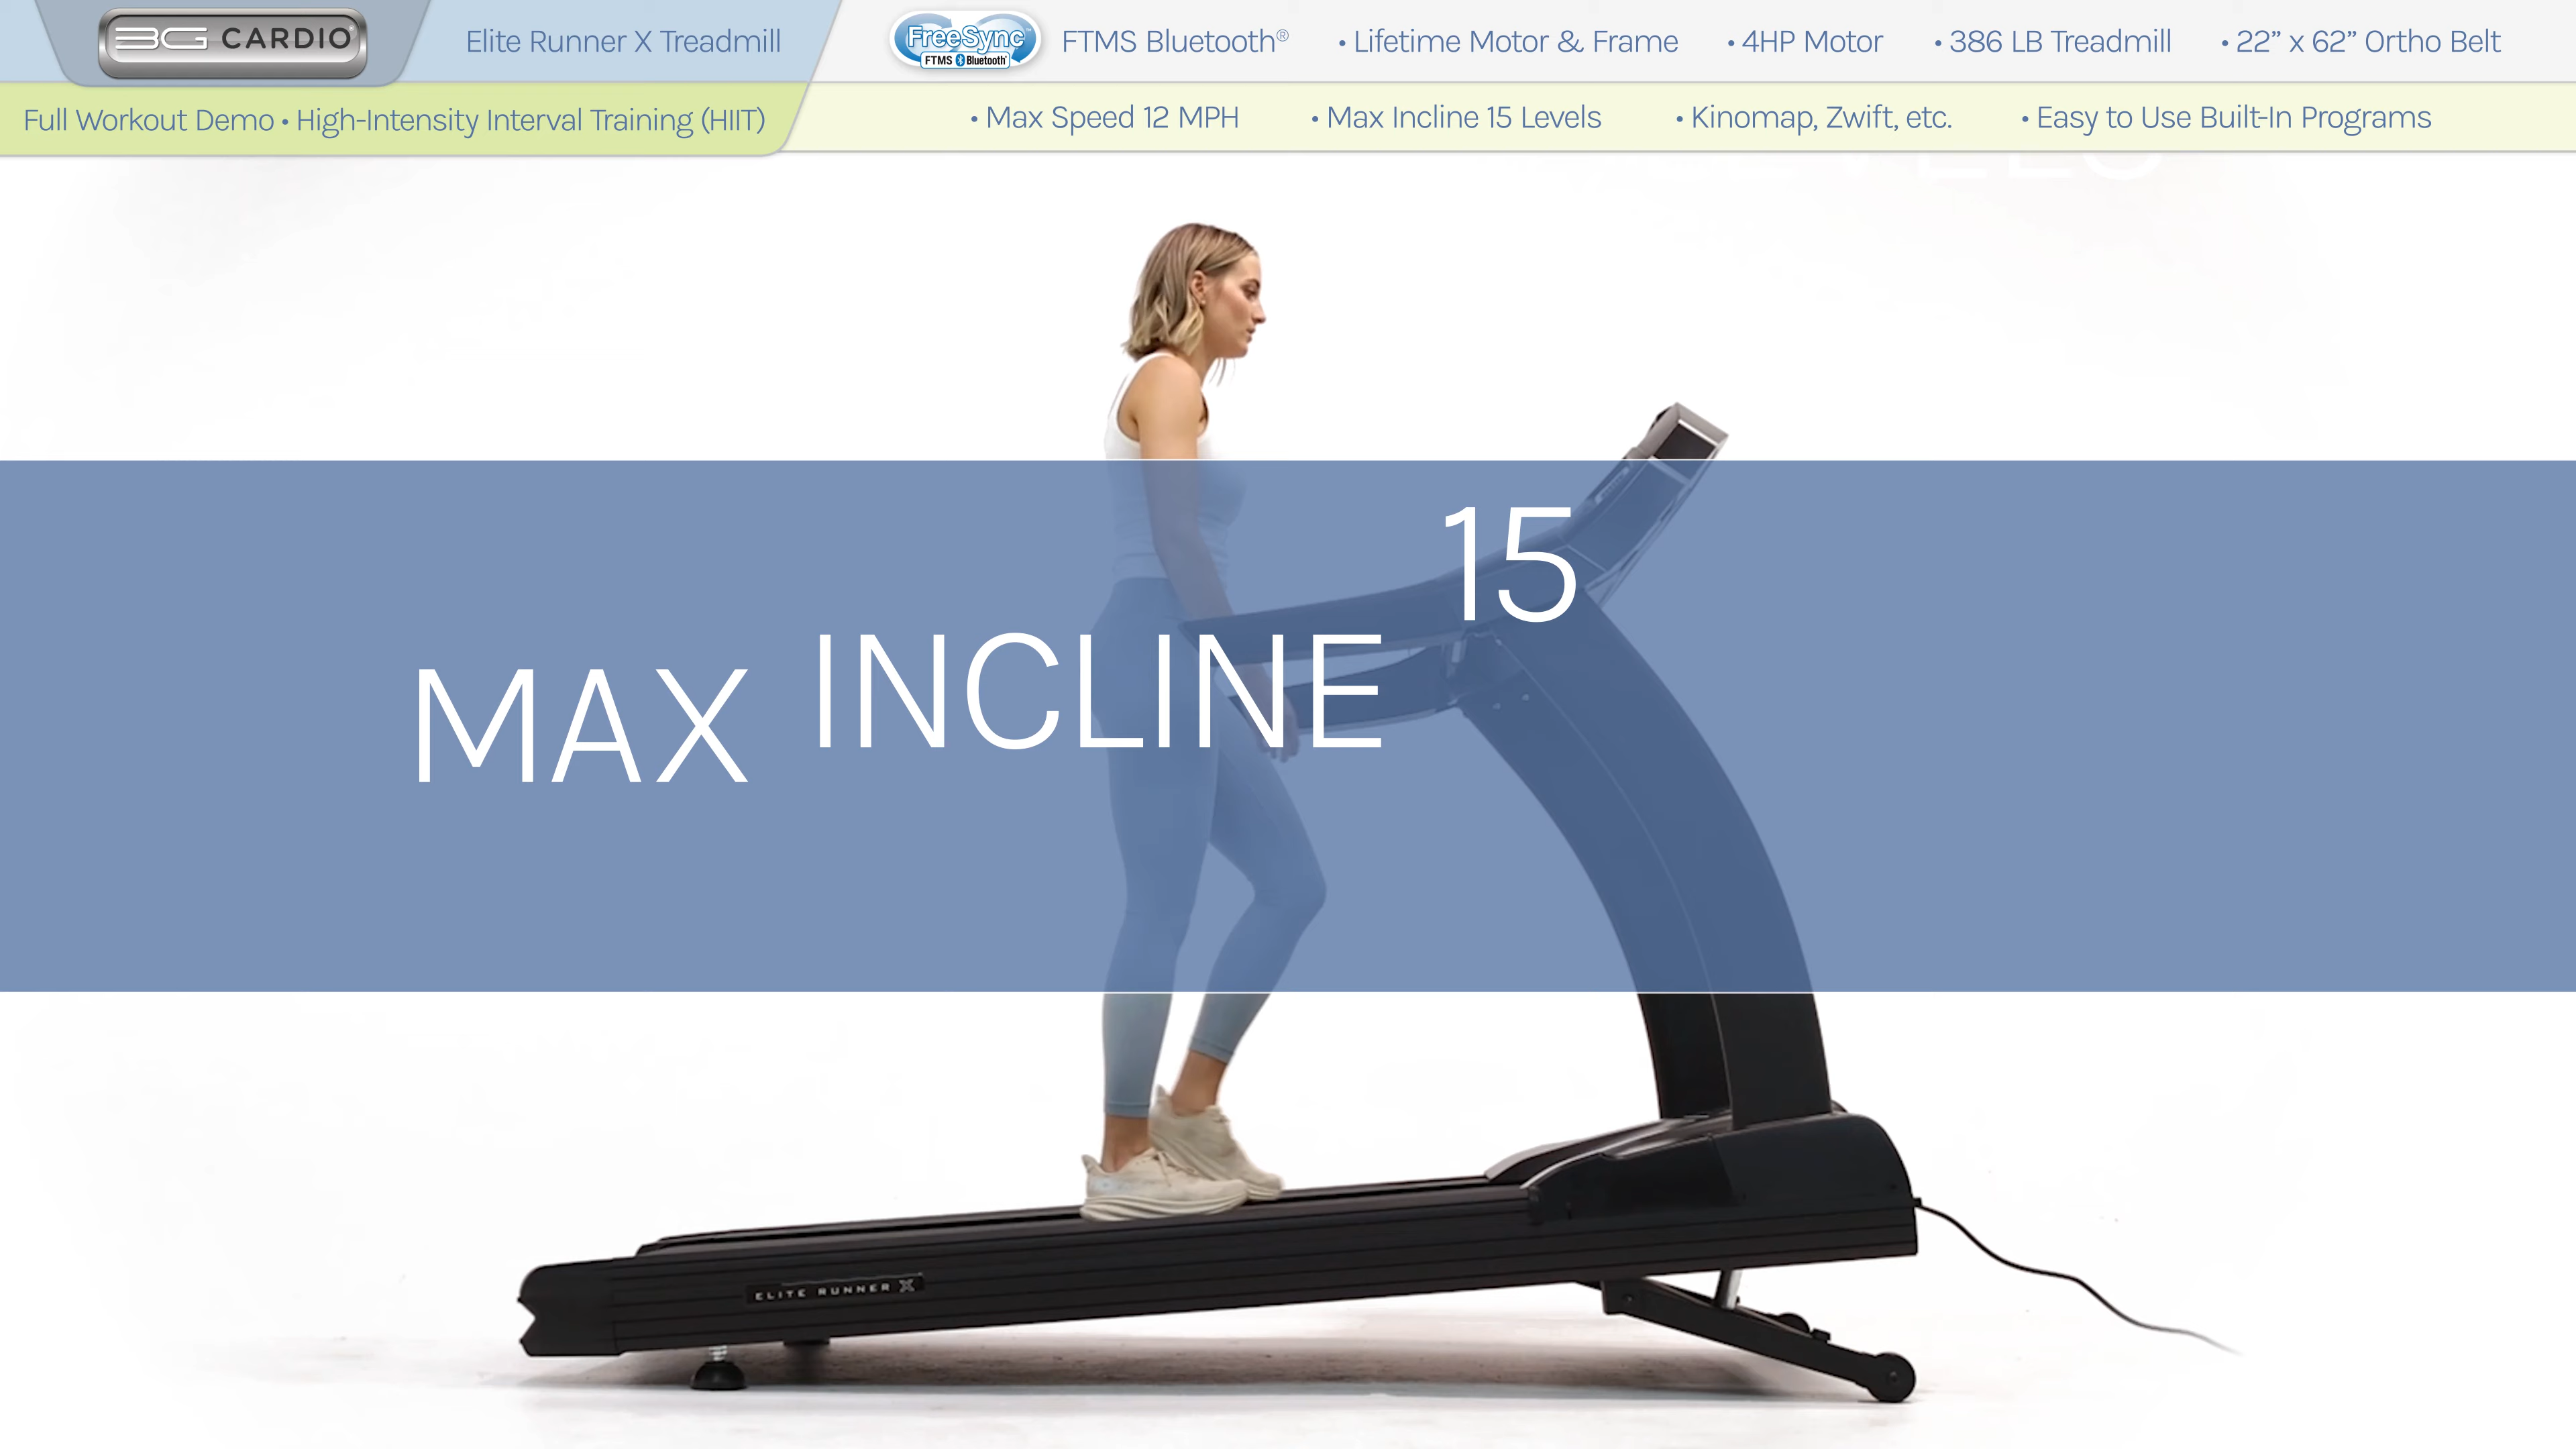 3G CARDIO
Elite Runner X Treadmill
FreeSync™
FTMS Bluetooth®
FTMS Bluetooth® • Lifetime Motor & Frame • 4HP Motor • 386 LB Treadmill • 22” x 62” Ortho Belt
Full Workout Demo • High-Intensity Interval Training (HIIT)
• Max Speed 12 MPH • Max Incline 15 Levels • Kinomap, Zwift, etc. • Easy to Use Built-In Programs
MAX INCLINE 15
ELITE RUNNER X